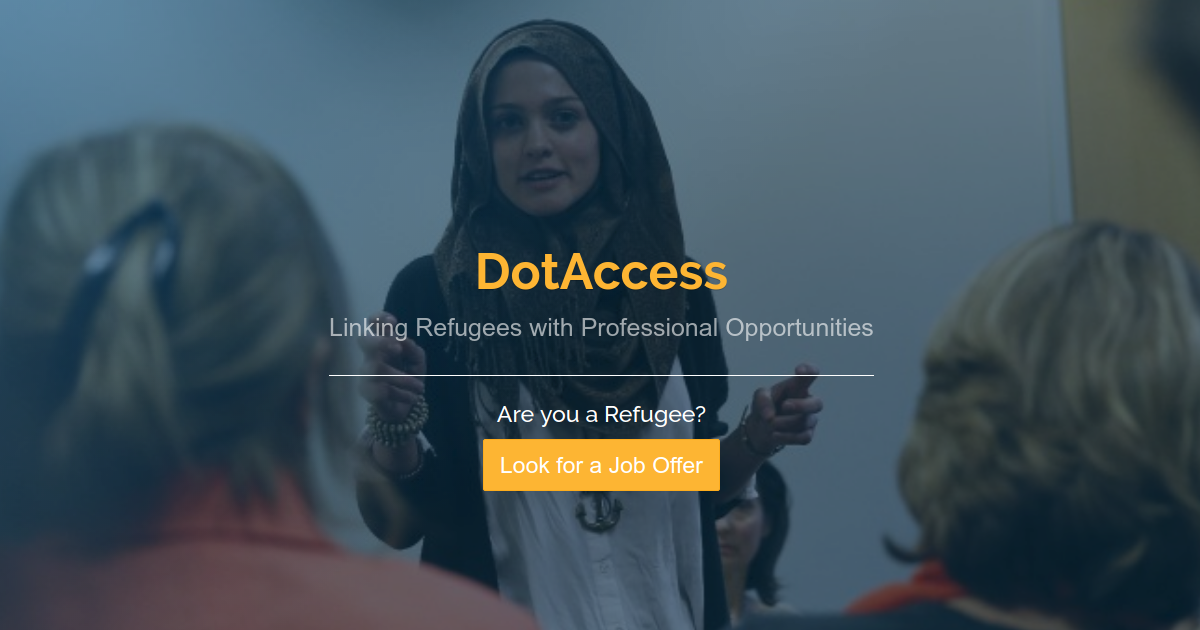 DotAccess
Linking Refugees with Professional Opportunities
Are you a Refugee?
Look for a Job Offer